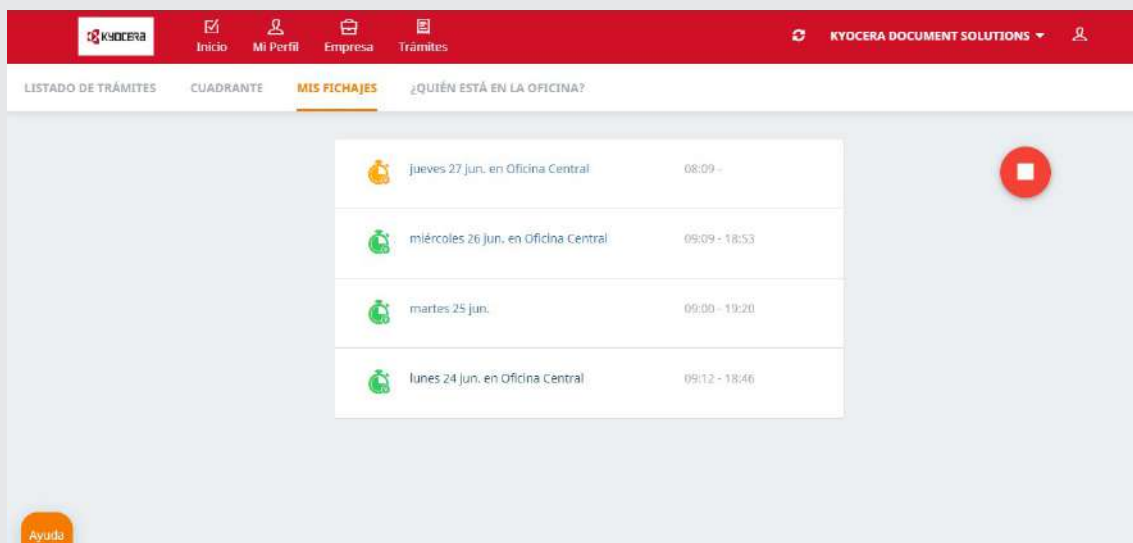 KYOCERA
Inicio
Mi Perfil
Empresa
Trámites
KYOCERA DOCUMENT SOLUTIONS
LISTADO DE TRÁMITES
CUADRANTE
MIS FICHAJES
¿QUIÉN ESTÁ EN LA OFICINA?
jueves 27 jun. en Oficina Central 08:09 -
miércoles 26 jun. en Oficina Central 09:09 - 18:53
martes 25 jun. 09:00 - 19:20
lunes 24 jun. en Oficina Central 09:12 - 18:46
Ayuda